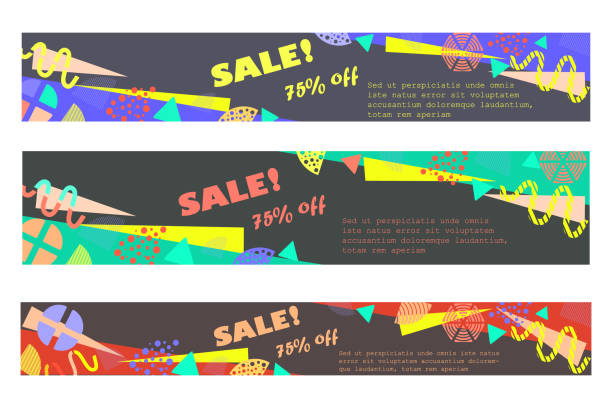 SALE!
75% off
Sed ut perspiciatis unde omnis
iste natus error sit voluptatem
accusantium doloremque laudantium,
totam rem aperiam
SALE!
75% off
Sed ut perspiciatis unde omnis
iste natus error sit voluptatem
accusantium doloremque laudantium,
totam rem aperiam
SALE!
75% off
Sed ut perspiciatis unde omnis iste natus
error sit voluptatem accusantium dolorem-
que laudantium, totam rem aperiam